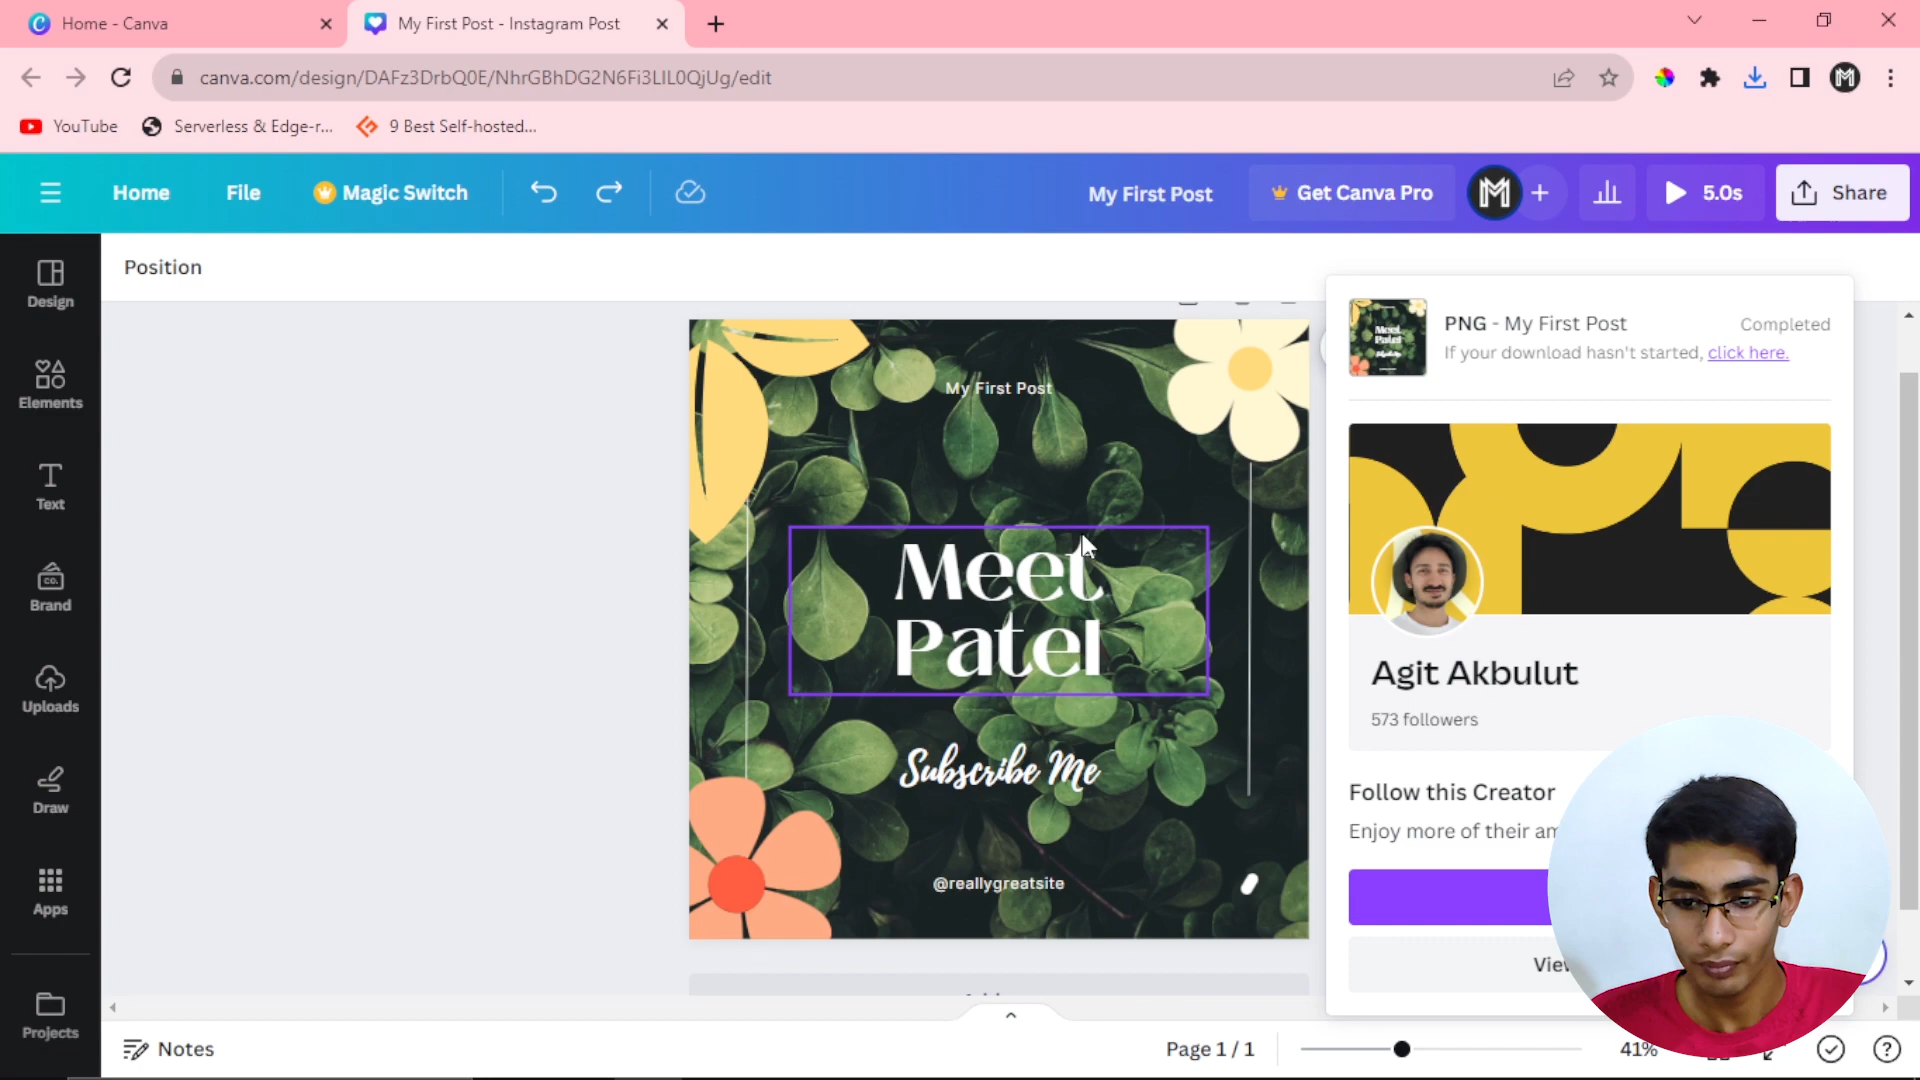 Home - Canva
My First Post - Instagram Post
canva.com/design/DAFz3DrbQ0E/NhrGBhDG2N6Fi3LIL0QjUg/edit
YouTube
Serverless & Edge-r...
9 Best Self-hosted...
Home
File
Magic Switch
My First Post
Get Canva Pro
5.0s
Share
Position
Design
Elements
Text
CO.
Brand
Uploads
Draw
Apps
Projects
My First Post
Meet
Patel
Subscribe Me
@reallygreatsite
PNG - My First Post
Completed
If your download hasn't started, click here.
Agit Akbulut
573 followers
Follow this Creator
Enjoy more of their
Notes
Page 1 / 1
41%